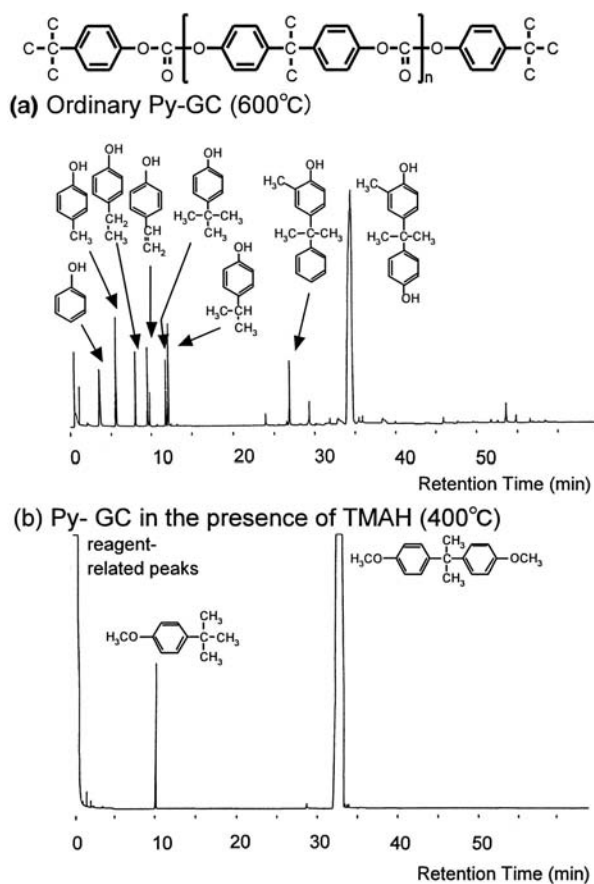 C C
C-C C-C
C O-C O O-C O C
O C O
n
(a) Ordinary Py-GC (600℃)
OH OH OH OH OH OH
CH₃ CH₂ CH H₃C-C-CH₃ H₃C H₃C
CH₃ CH₂ CH₃
OH OH H₃C-C-CH₃ H₃C-C-CH₃
H₃C-CH
CH₃ OH
0 10 20 30 40 50
Retention Time (min)
(b) Py- GC in the presence of TMAH (400℃)
reagent-
related peaks
CH₃
H₃CO C OCH₃
CH₃
CH₃
H₃CO C-CH₃
CH₃
0 10 20 30 40 50
Retention Time (min)